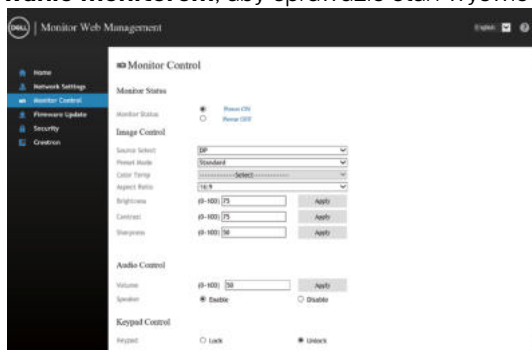 DELL Monitor Web Management English
Home
Network Settings
Monitor Control
Firmware Update
Security
Crestron
Monitor Control
Monitor Status
Monitor Status Power ON
Power OFF
Image Control
Source Select DP
Preset Mode Standard
Color Temp ------------Select------------
Aspect Ratio 16:9
Brightness (0-100) 75 Apply
Contrast (0-100) 75 Apply
Sharpness (0-100) 50 Apply
Audio Control
Volume (0-100) 50 Apply
Speaker Enable Disable
Keypad Control
Keypad Lock Unlock